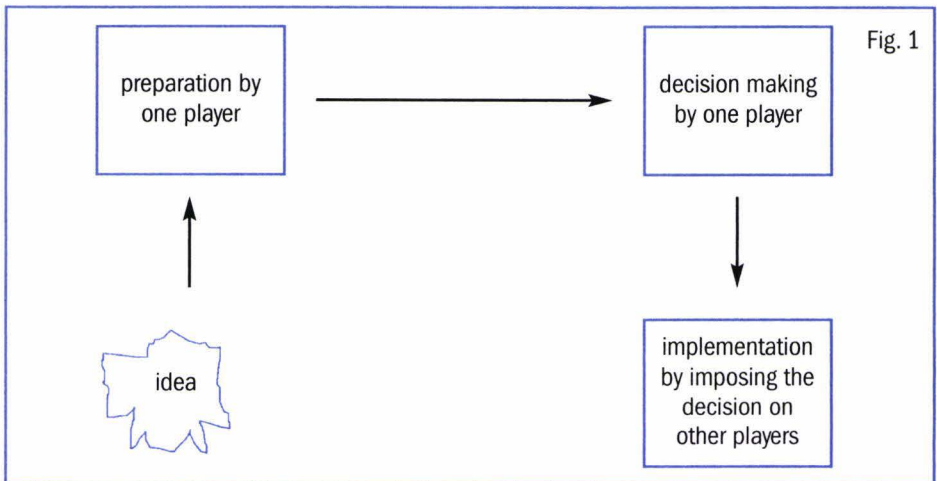 Fig. 1
preparation by
one player
decision making
by one player
idea
implementation
by imposing the
decision on
other players